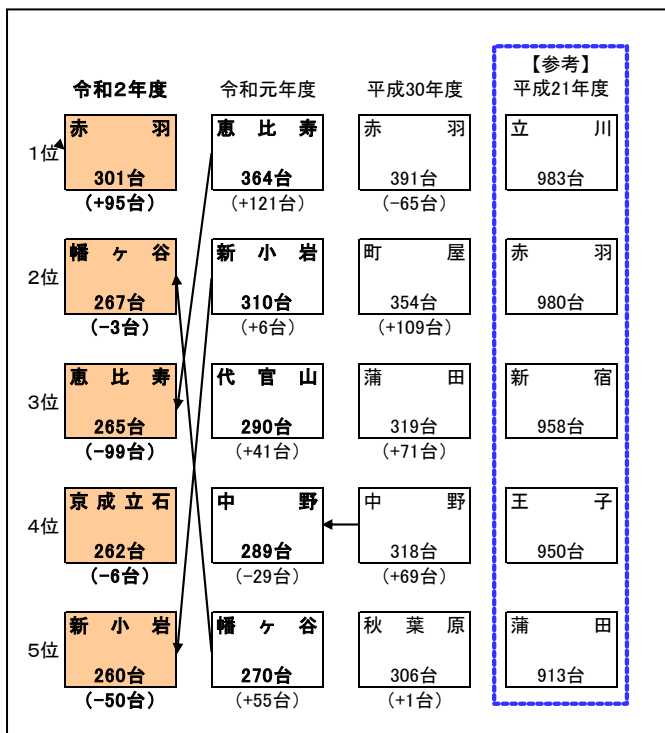 【参考】
令和2年度 令和元年度 平成30年度 平成21年度
1位 赤羽 恵比寿 赤羽 立川
301台 364台 391台 983台
(+95台) (+121台) (-65台)
2位 幡ヶ谷 新小岩 町屋 赤羽
267台 310台 354台 980台
(-3台) (+6台) (+109台)
3位 恵比寿 代官山 蒲田 新宿
265台 290台 319台 958台
(-99台) (+41台) (+71台)
4位 京成立石 中野 中野 王子
262台 289台 318台 950台
(-6台) (-29台) (+69台)
5位 新小岩 幡ヶ谷 秋葉原 蒲田
260台 270台 306台 913台
(-50台) (+55台) (+1台)